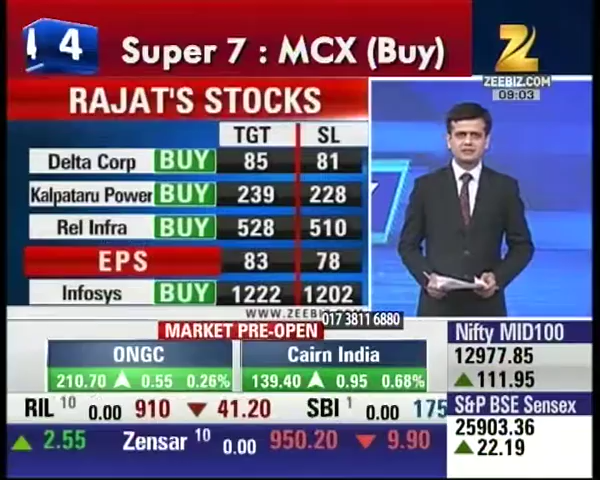 4
Super 7 : MCX (Buy)
ZEEBIZ.COM
09:03
RAJAT'S STOCKS
TGT SL
Delta Corp BUY 85 81
Kalpataru Power BUY 239 228
Rel Infra BUY 528 510
EPS 83 78
Infosys BUY 1222 1202
WWW.ZEEBI
017 3811 6880
MARKET PRE-OPEN
ONGC
210.70 0.55 0.26%
Cairn India
139.40 0.95 0.68%
Nifty MID100
12977.85
111.95
S&P BSE Sensex
25903.36
22.19
RIL 10 0.00 910 41.20 SBI 1 0.00 175
2.55 Zensar 10 0.00 950.20 9.90